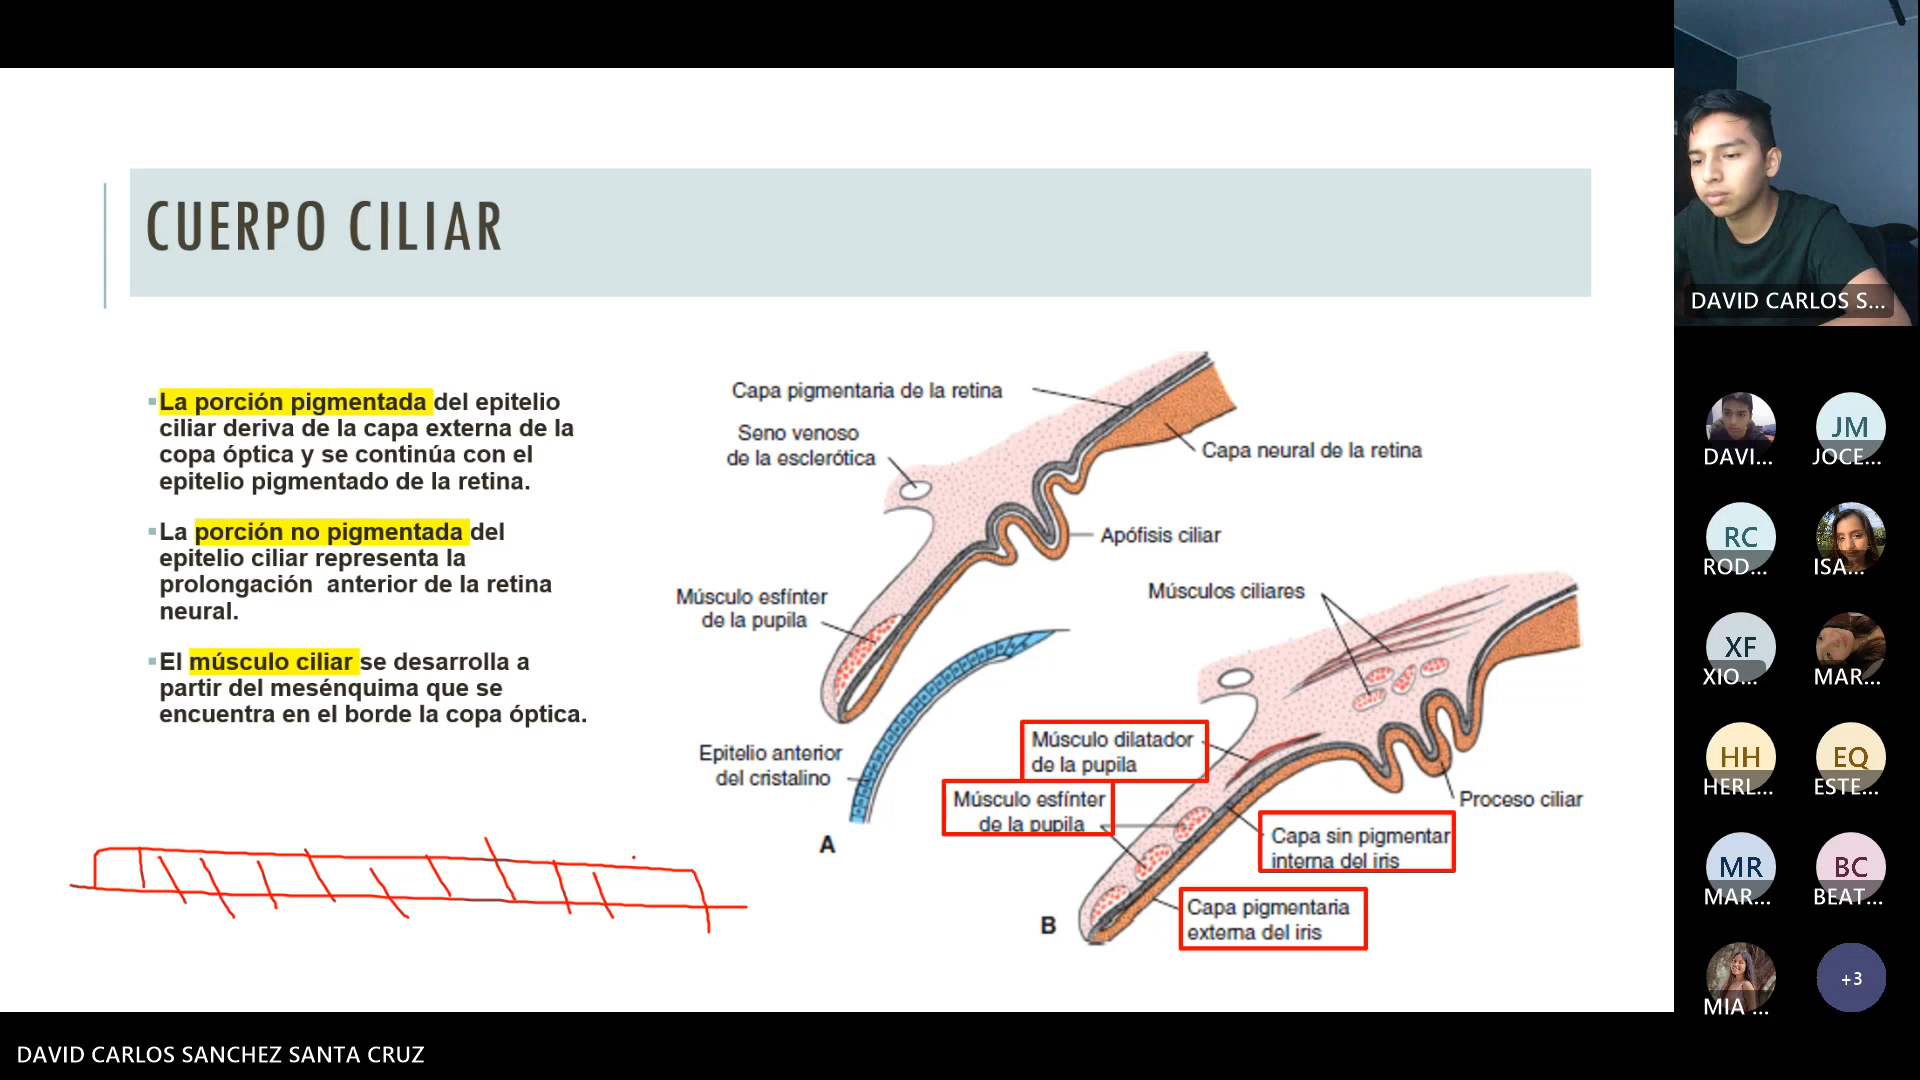 CUERPO CILIAR
La porción pigmentada del epitelio
ciliar deriva de la capa externa de la
copa óptica y se continúa con el
epitelio pigmentado de la retina.
La porción no pigmentada del
epitelio ciliar representa la
prolongación anterior de la retina
neural.
El músculo ciliar se desarrolla a
partir del mesénquima que se
encuentra en el borde la copa óptica.
Capa pigmentaria de la retina
Seno venoso
de la esclerótica
Capa neural de la retina
Apófisis ciliar
Músculo esfínter
de la pupila
Epitelio anterior
del cristalino
A
Músculos ciliares
Músculo dilatador
de la pupila
Músculo esfínter
de la pupila
Proceso ciliar
Capa sin pigmentar
interna del iris
Capa pigmentaria
externa del iris
B
DAVID CARLOS S...
DAVI...
JM
JOCE...
RC
ROD...
ISA...
XF
XIO...
MAR...
HH
HERL...
EQ
ESTE...
MR
MAR...
BC
BEAT...
MIA ...
+3
DAVID CARLOS SANCHEZ SANTA CRUZ